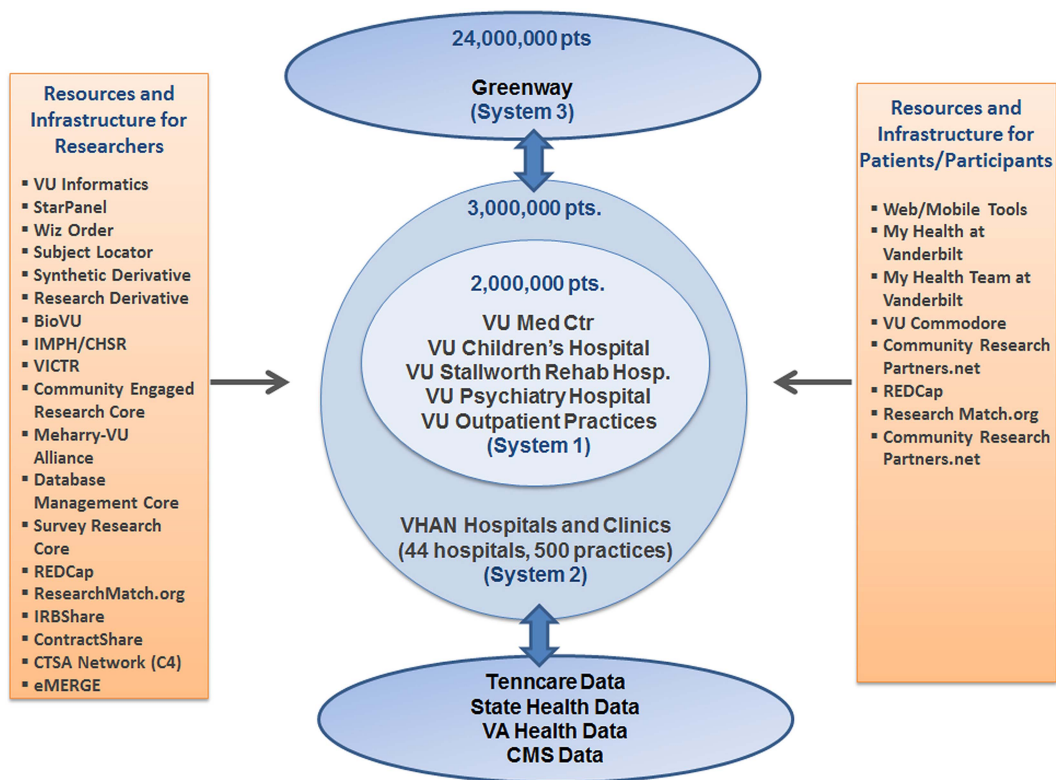 24,000,000 pts
Greenway
(System 3)
Resources and
Infrastructure for
Researchers
▪ VU Informatics
▪ StarPanel
▪ Wiz Order
▪ Subject Locator
▪ Synthetic Derivative
▪ Research Derivative
▪ BioVU
▪ IMPH/CHSR
▪ VICTR
▪ Community Engaged
Research Core
▪ Meharry-VU
Alliance
▪ Database
Management Core
▪ Survey Research
Core
▪ REDCap
▪ ResearchMatch.org
▪ IRBShare
▪ ContractShare
▪ CTSA Network (C4)
▪ eMERGE
3,000,000 pts.
2,000,000 pts.
VU Med Ctr
VU Children's Hospital
VU Stallworth Rehab Hosp.
VU Psychiatry Hospital
VU Outpatient Practices
(System 1)
VHAN Hospitals and Clinics
(44 hospitals, 500 practices)
(System 2)
Tenncare Data
State Health Data
VA Health Data
CMS Data
Resources and
Infrastructure for
Patients/Participants
▪ Web/Mobile Tools
▪ My Health at
Vanderbilt
▪ My Health Team at
Vanderbilt
▪ VU Commodore
▪ Community Research
Partners.net
▪ REDCap
▪ Research Match.org
▪ Community Research
Partners.net